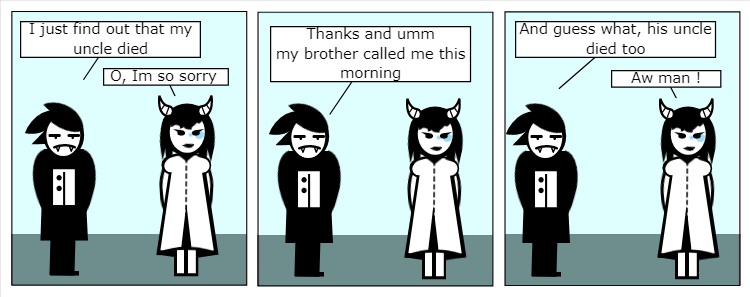 I just find out that my
uncle died
O, Im so sorry
Thanks and umm
my brother called me this
morning
And guess what, his uncle
died too
Aw man !